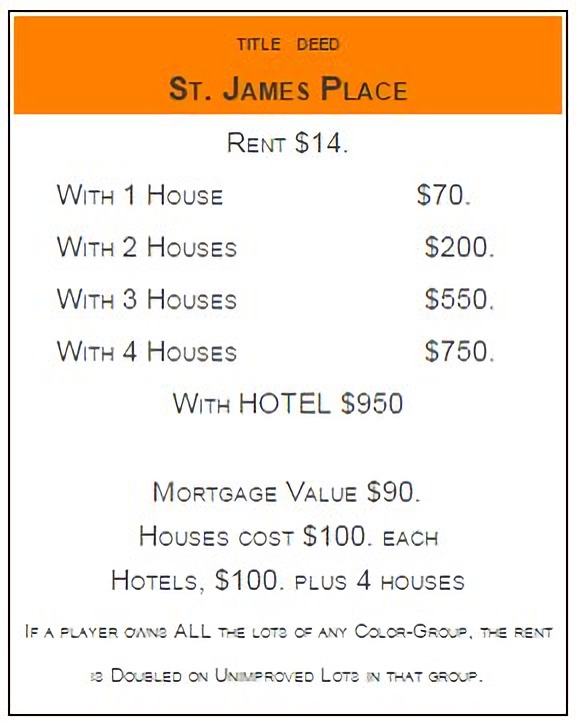 TITLE DEED
ST. JAMES PLACE
RENT $14.
WITH 1 HOUSE $70.
WITH 2 HOUSES $200.
WITH 3 HOUSES $550.
WITH 4 HOUSES $750.
WITH HOTEL $950
MORTGAGE VALUE $90.
HOUSES COST $100. EACH
HOTELS, $100. PLUS 4 HOUSES
IF A PLAYER OWNS ALL THE LOTS OF ANY COLOR-GROUP, THE RENT
IS DOUBLED ON UNIMPROVED LOTS IN THAT GROUP.